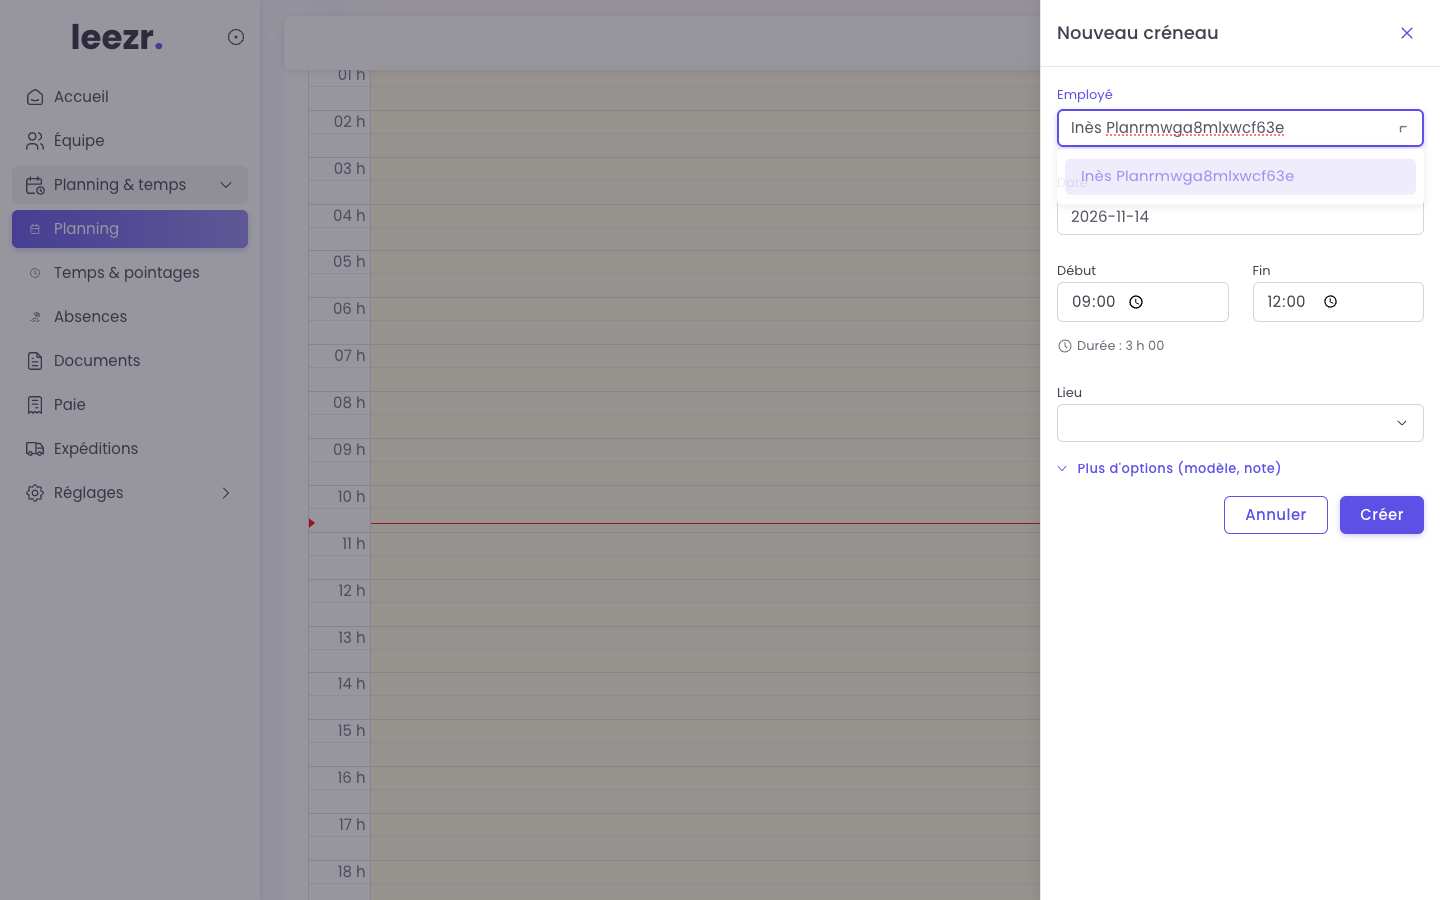 leezr.
Accueil
Équipe
Planning & temps
Planning
Temps & pointages
Absences
Documents
Paie
Expéditions
Réglages
01 h
02 h
03 h
04 h
05 h
06 h
07 h
08 h
09 h
10 h
11 h
12 h
13 h
14 h
15 h
16 h
17 h
18 h
Nouveau créneau
Employé
Inès Planrmwga8mlxwcf63e
Inès Planrmwga8mlxwcf63e
Date
2026-11-14
Début
Fin
09:00
12:00
Durée : 3 h 00
Lieu
Plus d'options (modèle, note)
Annuler
Créer